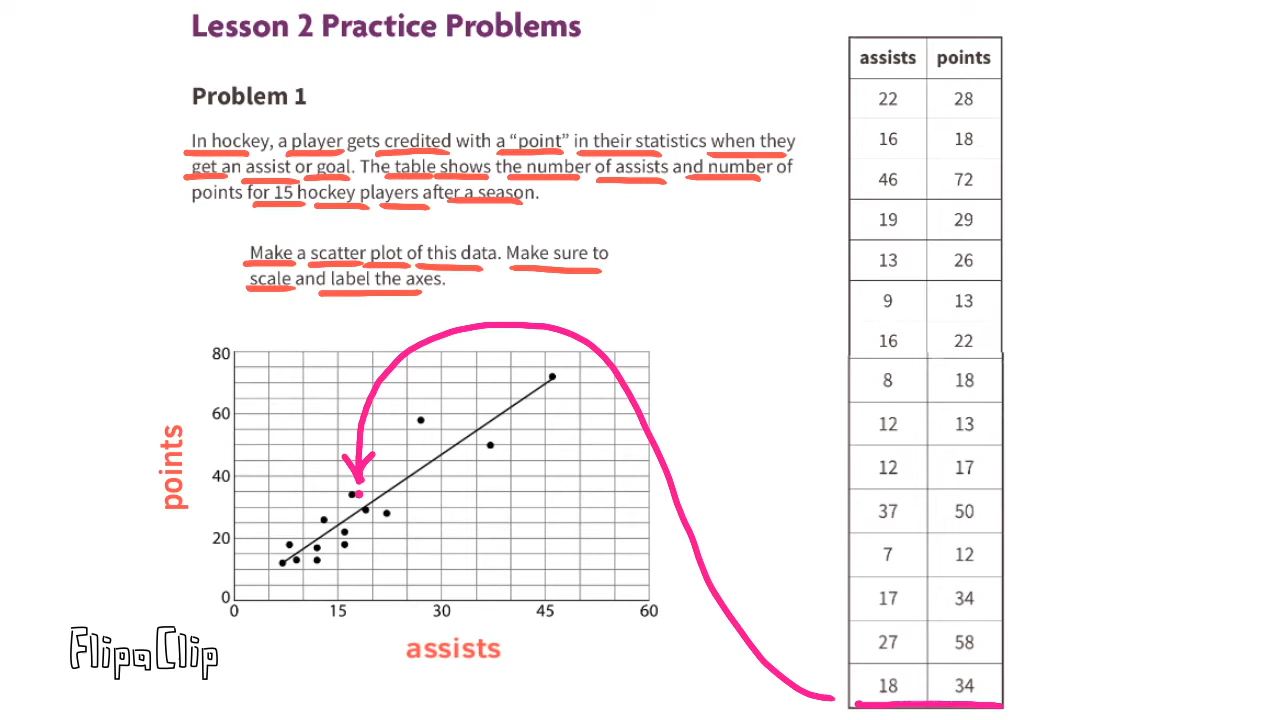 Lesson 2 Practice Problems
Problem 1
In hockey, a player gets credited with a “point” in their statistics when they
get an assist or goal. The table shows the number of assists and number of
points for 15 hockey players after a season.
Make a scatter plot of this data. Make sure to
scale and label the axes.
80
60
40
20
0
points
0 15 30 45 60
assists
FlipaClip
assists points
22 28
16 18
46 72
19 29
13 26
9 13
16 22
8 18
12 13
12 17
37 50
7 12
17 34
27 58
18 34